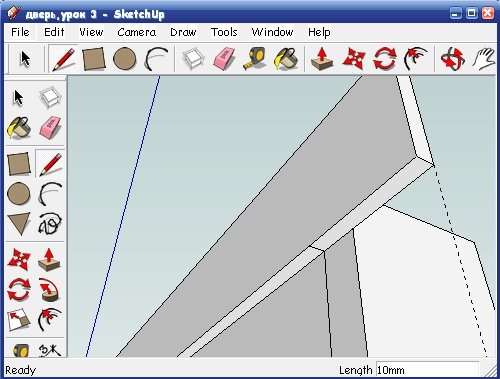 дверь,урок 3 - SketchUp
File Edit View Camera Draw Tools Window Help
Ready Length 10mm